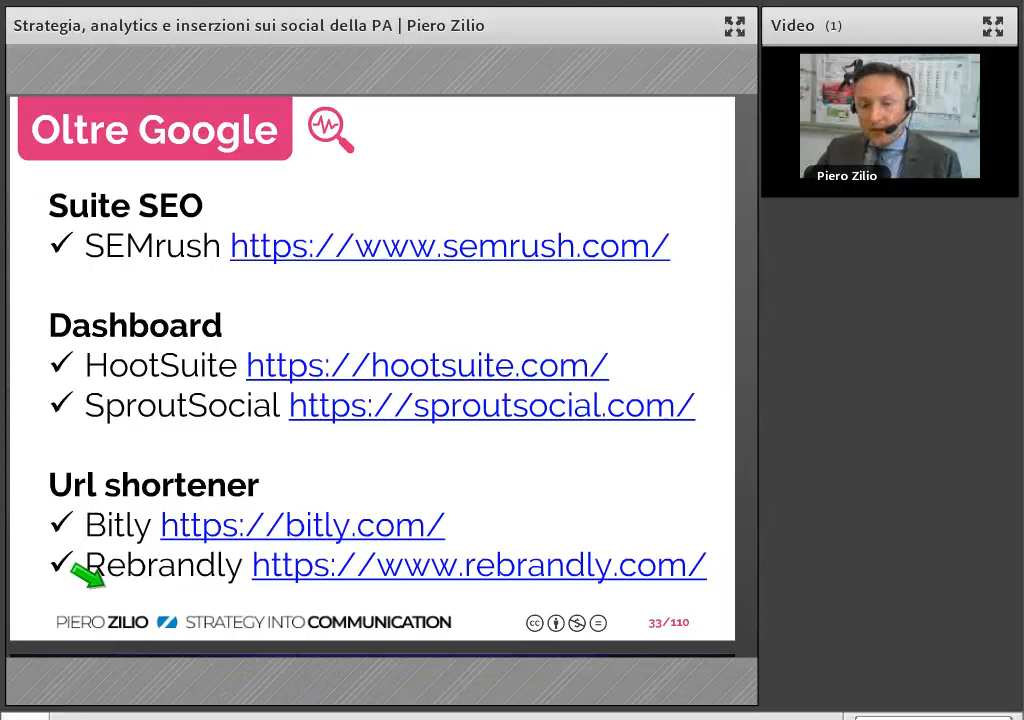 Strategia, analytics e inserzioni sui social della PA | Piero Zilio
Video (1)
Piero Zilio
Oltre Google
Suite SEO
✓ SEMrush https://www.semrush.com/
Dashboard
✓ HootSuite https://hootsuite.com/
✓ SproutSocial https://sproutsocial.com/
Url shortener
✓ Bitly https://bitly.com/
✓ Rebrandly https://www.rebrandly.com/
PIERO ZILIO STRATEGY INTO COMMUNICATION
cc
33/110